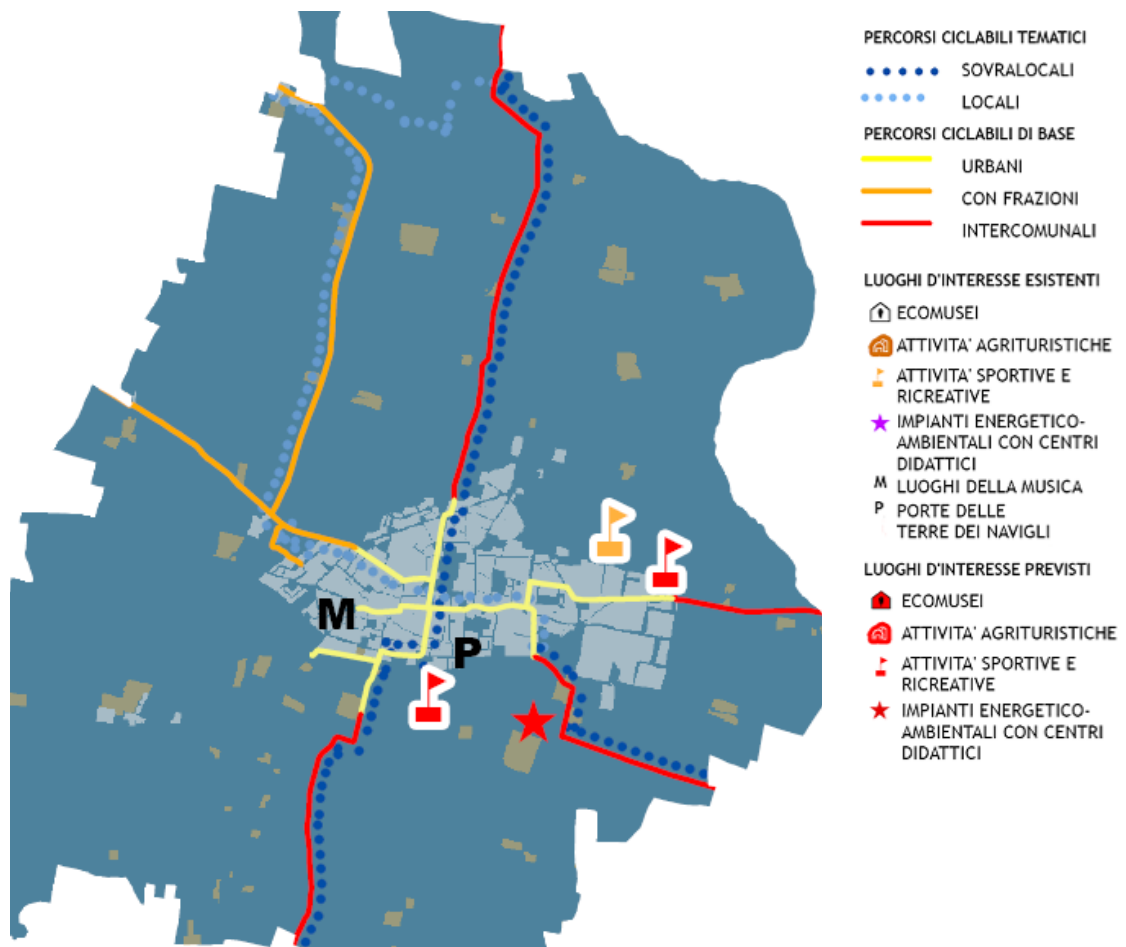 PERCORSI CICLABILI TEMATICI
SOVRALOCALI
LOCALI
PERCORSI CICLABILI DI BASE
URBANI
CON FRAZIONI
INTERCOMUNALI
LUOGHI D'INTERESSE ESISTENTI
ECOMUSEI
ATTIVITA' AGRITURISTICHE
ATTIVITA' SPORTIVE E
RICREATIVE
IMPIANTI ENERGETICO-
AMBIENTALI CON CENTRI
DIDATTICI
M LUOGHI DELLA MUSICA
P PORTE DELLE
TERRE DEI NAVIGLI
LUOGHI D'INTERESSE PREVISTI
ECOMUSEI
ATTIVITA' AGRITURISTICHE
ATTIVITA' SPORTIVE E
RICREATIVE
IMPIANTI ENERGETICO-
AMBIENTALI CON CENTRI
DIDATTICI
M
P